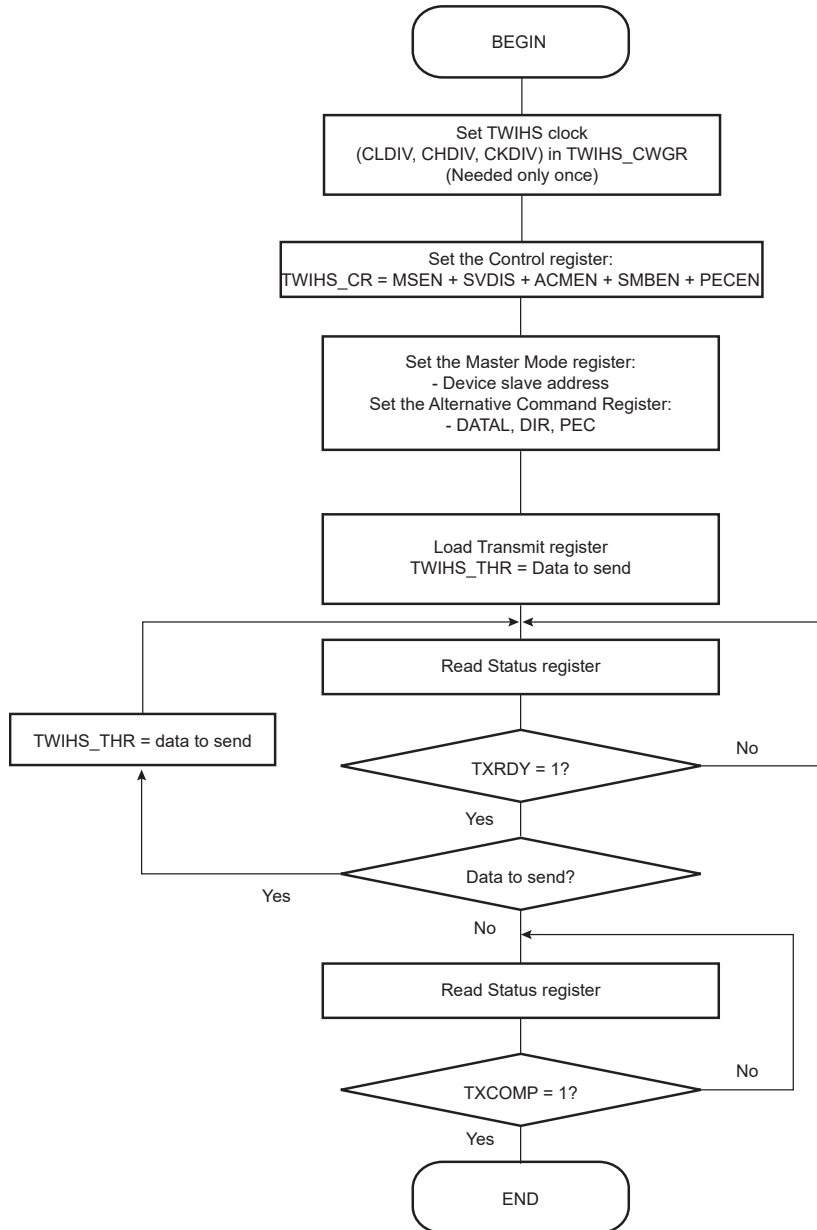 BEGIN
Set TWIHS clock
(CLDIV, CHDIV, CKDIV) in TWIHS_CWGR
(Needed only once)
Set the Control register:
TWIHS_CR = MSEN + SVDIS + ACMEN + SMBEN + PECEN
Set the Master Mode register:
- Device slave address
Set the Alternative Command Register:
- DATAL, DIR, PEC
Load Transmit register
TWIHS_THR = Data to send
Read Status register
TWIHS_THR = data to send
No
TXRDY = 1?
Yes
Data to send?
Yes
No
Read Status register
No
TXCOMP = 1?
Yes
END